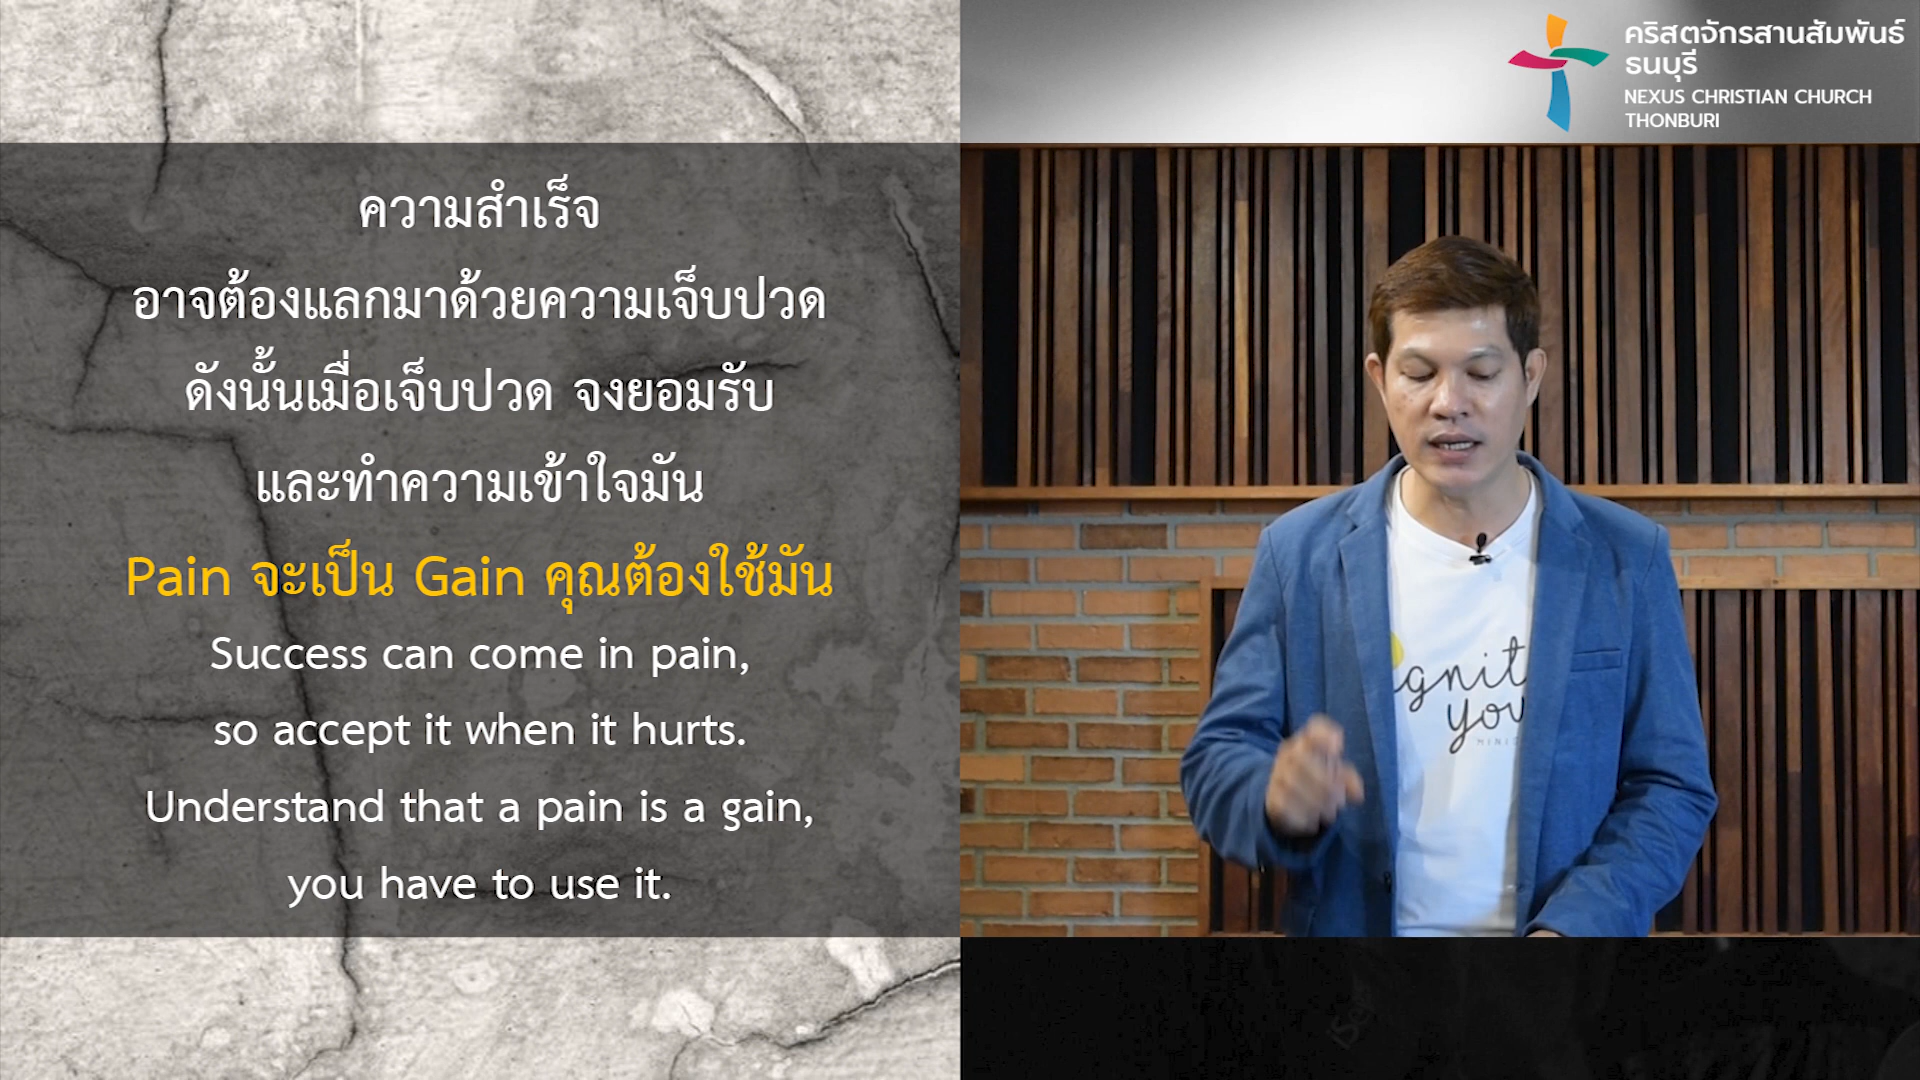 ความสำเร็จ
อาจต้องแลกมาด้วยความเจ็บปวด
ดังนั้นเมื่อเจ็บปวด จงยอมรับ
และทำความเข้าใจมัน
Pain จะเป็น Gain คุณต้องใช้มัน
Success can come in pain,
so accept it when it hurts.
Understand that a pain is a gain,
you have to use it.
คริสตจักรสานสัมพันธ์
ธนบุรี
NEXUS CHRISTIAN CHURCH
THONBURI
gnit
you
MINI